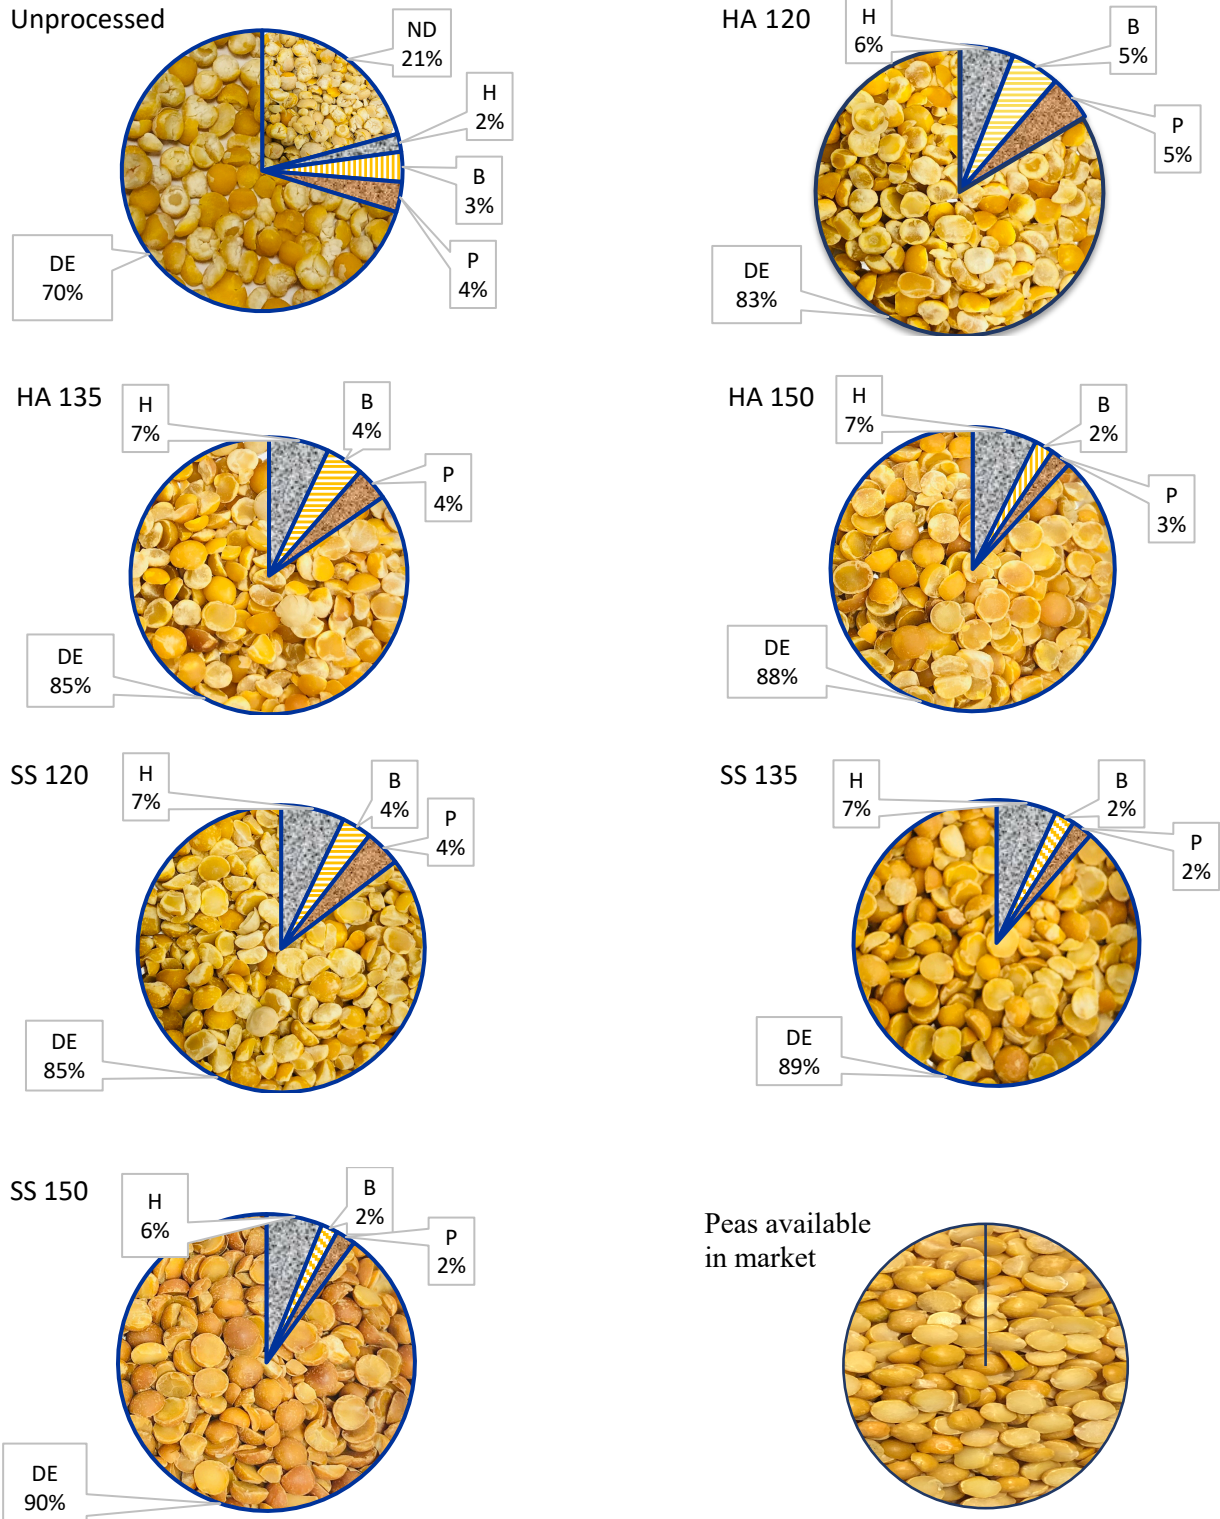 Unprocessed
ND
21%
H
2%
B
3%
P
4%
DE
70%
HA 120
H
6%
B
5%
P
5%
DE
83%
HA 135
H
7%
B
4%
P
4%
DE
85%
HA 150
H
7%
B
2%
P
3%
DE
88%
SS 120
H
7%
B
4%
P
4%
DE
85%
SS 135
H
7%
B
2%
P
2%
DE
89%
SS 150
H
6%
B
2%
P
2%
DE
90%
Peas available
in market